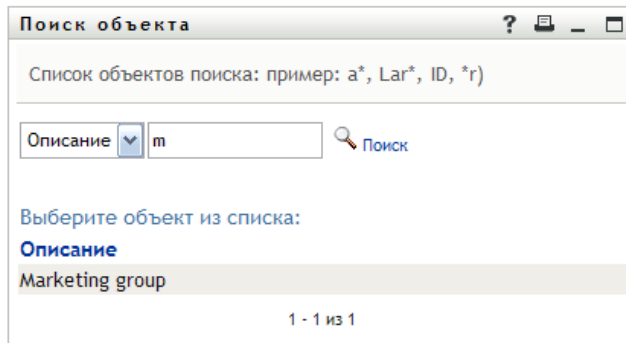 Поиск объекта ?
Список объектов поиска: пример: a*, Lar*, ID, *r)
Описание m Поиск
Выберите объект из списка:
Описание
Marketing group
1 - 1 из 1